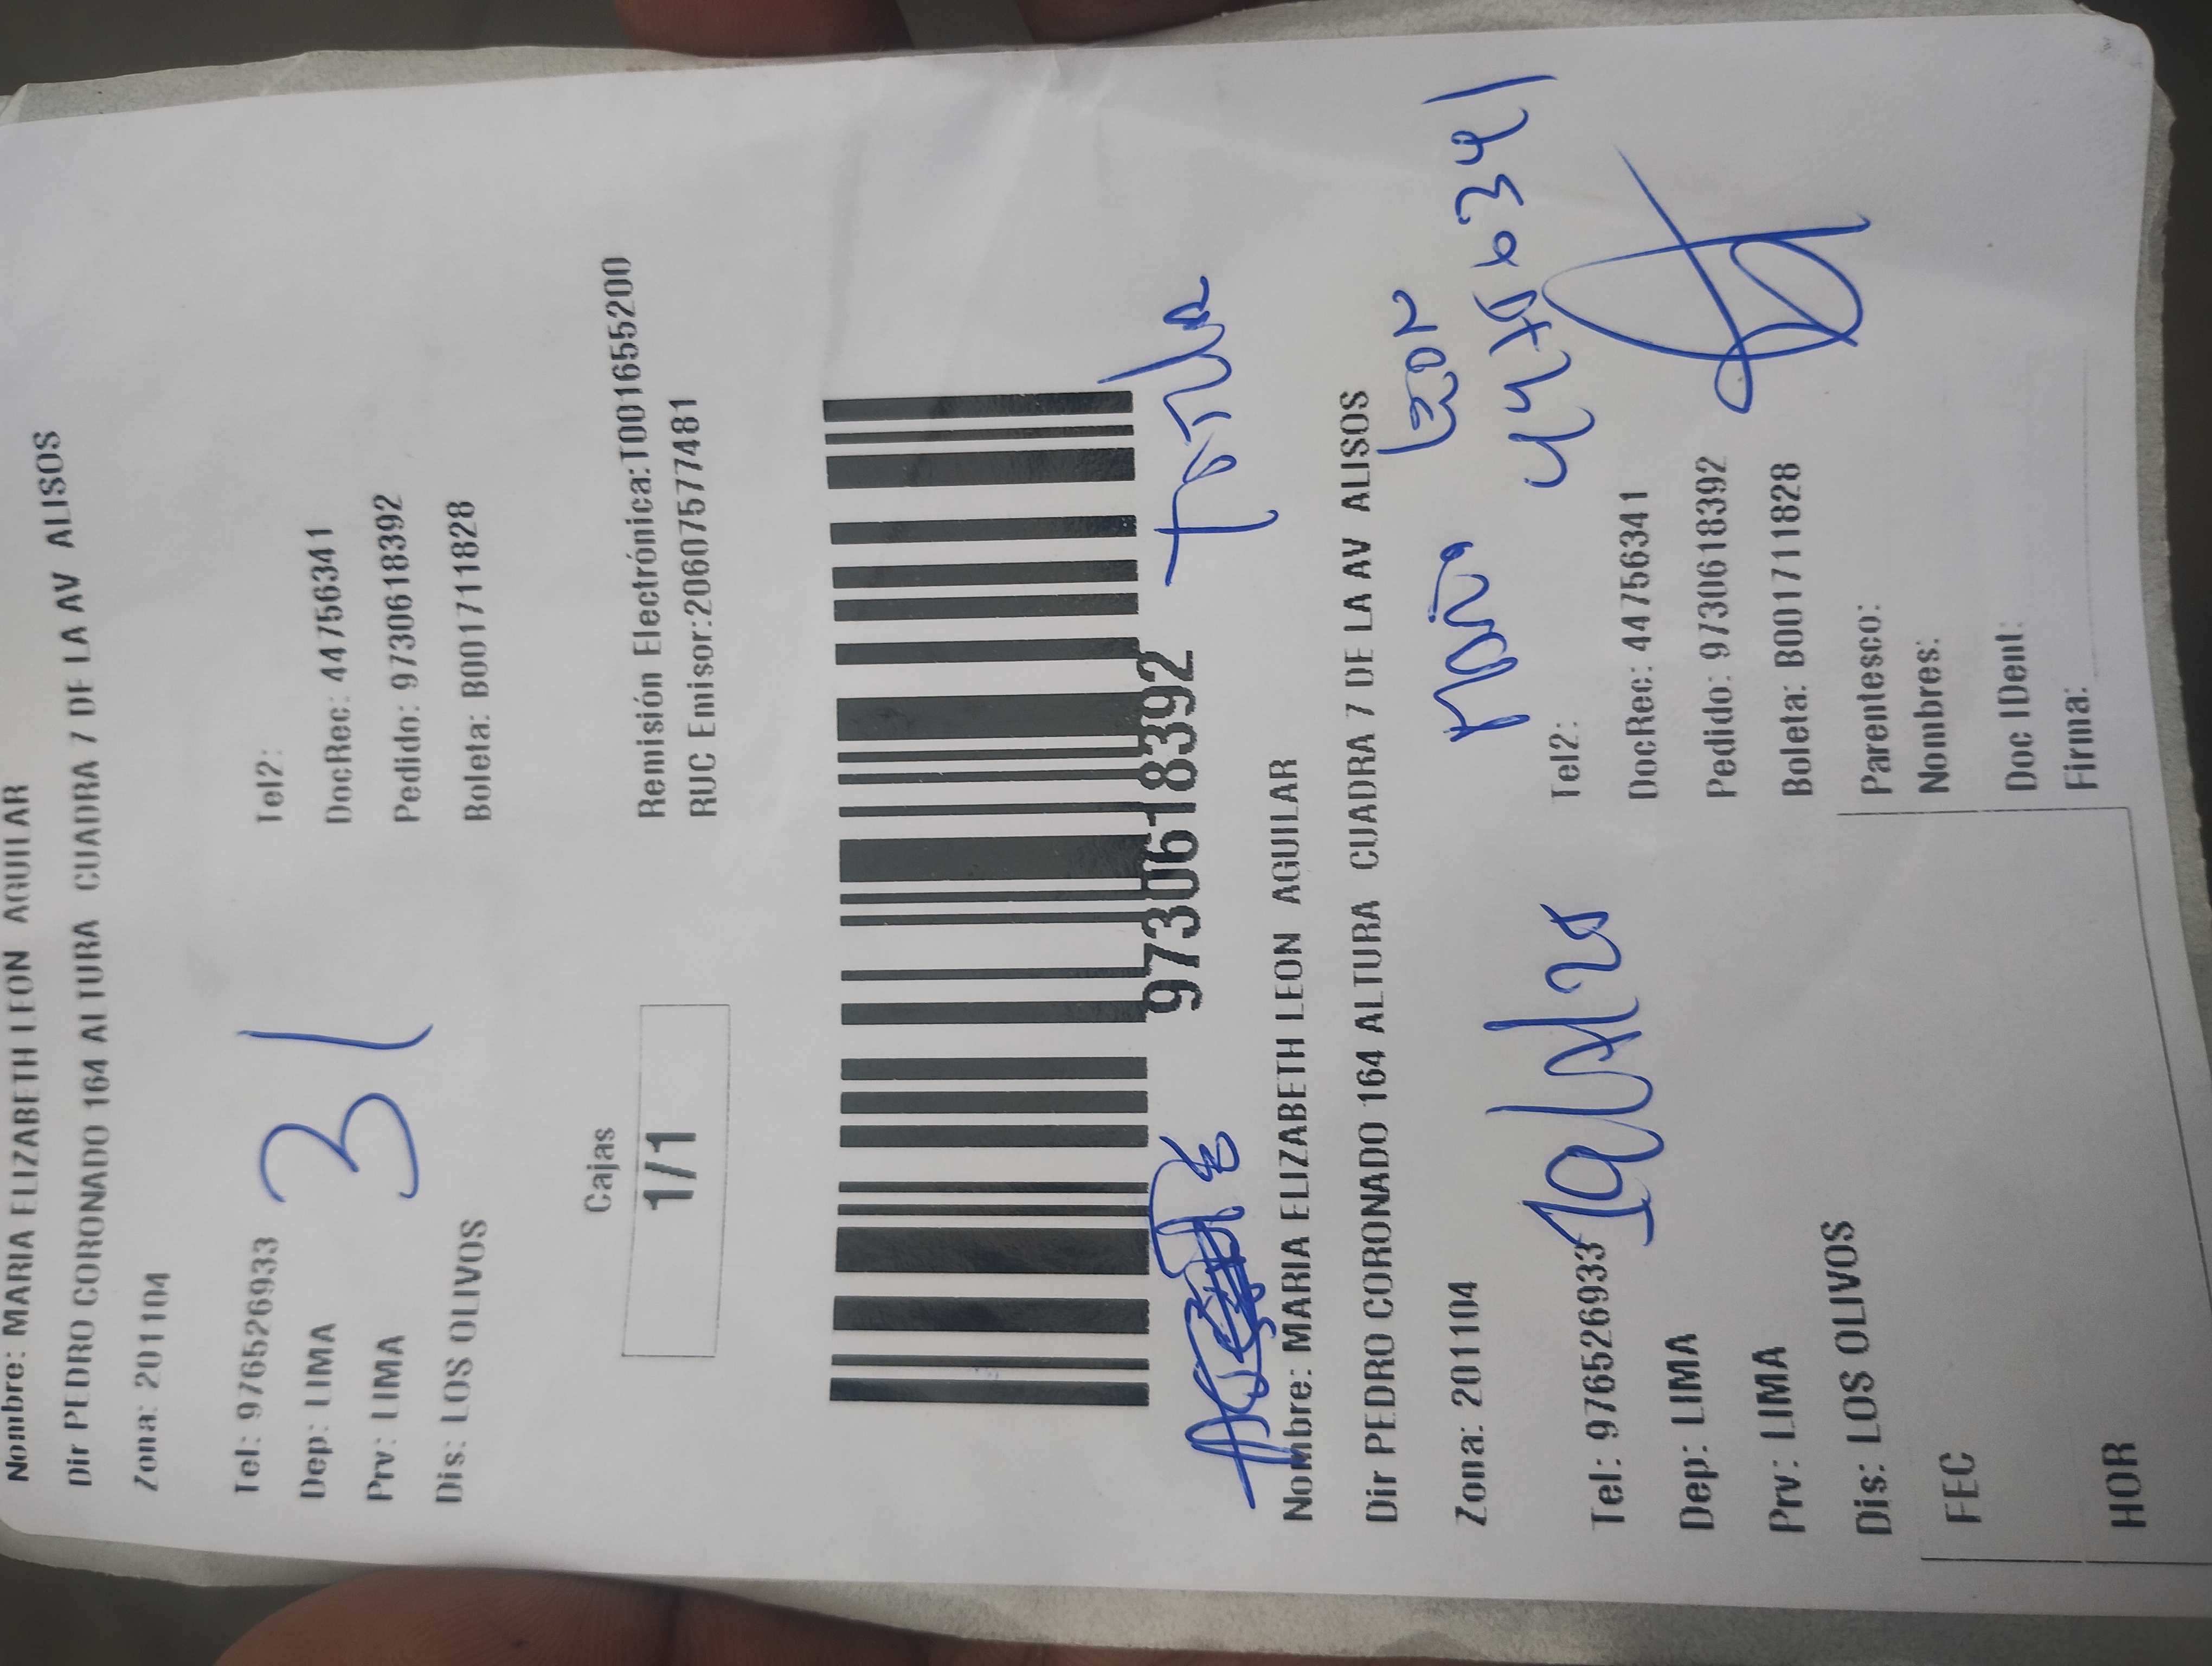 Nombre: MARIA ELIZABETH LEON AGUILAR
Dir PEDRO CORONADO 164 ALTURA CUADRA 7 DE LA AV ALISOS
Zona: 201104
Tel: 976526933 Tel2:
31
Dep: LIMA DocRec: 44756341
Prv: LIMA Pedido: 9730618392
Dis: LOS OLIVOS Boleta: B001711828
Cajas
1/1
Remisión Electrónica:T001655200
RUC Emisor:20607577481
9730618392
Nombre: MARIA ELIZABETH LEON AGUILAR
Dir PEDRO CORONADO 164 ALTURA CUADRA 7 DE LA AV ALISOS
Zona: 201104
Maria Leon
44756341
Tel: 976526933 Tel2:
Dep: LIMA DocRec: 44756341
Prv: LIMA Pedido: 9730618392
Dis: LOS OLIVOS Boleta: B001711828
FEC Parentesco:
Nombres:
HOR Doc IDent:
Firma: